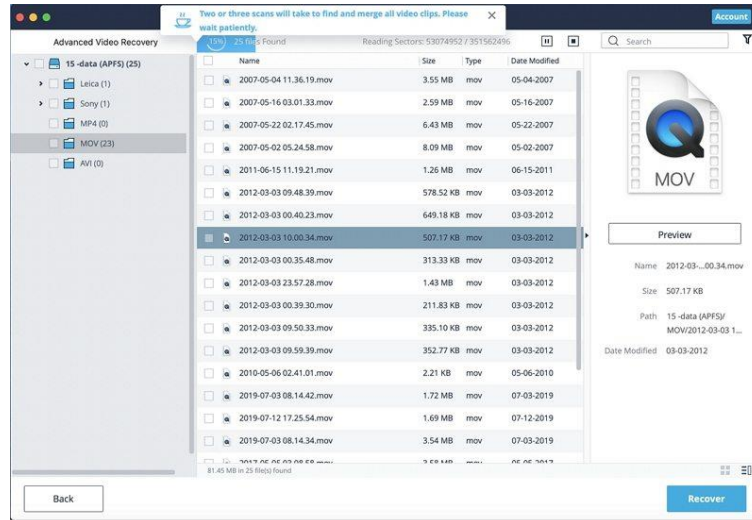 Two or three scans will take to find and merge all video clips. Please
wait patiently.
Account
Advanced Video Recovery
15%
25 files Found
Reading Sectors: 53074952 / 351562496
Search
15 -data (APFS) (25)
Leica (1)
Sony (1)
MP4 (0)
MOV (23)
AVI (0)
Name Size Type Date Modified
2007-05-04 11.36.19.mov 3.55 MB mov 05-04-2007
2007-05-16 03.01.33.mov 2.59 MB mov 05-16-2007
2007-05-22 02.17.45.mov 6.43 MB mov 05-22-2007
2007-05-02 05.24.58.mov 8.09 MB mov 05-02-2007
2011-06-15 11.19.21.mov 1.26 MB mov 06-15-2011
2012-03-03 09.48.39.mov 578.52 KB mov 03-03-2012
2012-03-03 00.40.23.mov 649.18 KB mov 03-03-2012
2012-03-03 10.00.34.mov 507.17 KB mov 03-03-2012
2012-03-03 00.35.48.mov 313.33 KB mov 03-03-2012
2012-03-03 23.57.28.mov 1.43 MB mov 03-03-2012
2012-03-03 00.39.30.mov 211.83 KB mov 03-03-2012
2012-03-03 09.50.33.mov 335.10 KB mov 03-03-2012
2012-03-03 09.59.39.mov 352.77 KB mov 03-03-2012
2010-05-06 02.41.01.mov 2.21 KB mov 05-06-2010
2019-07-03 08.14.42.mov 1.72 MB mov 07-03-2019
2019-07-12 17.25.54.mov 1.69 MB mov 07-12-2019
2019-07-03 08.14.34.mov 3.54 MB mov 07-03-2019
81.45 MB in 25 file(s) found
MOV
Preview
Name 2012-03-...00.34.mov
Size 507.17 KB
Path 15 -data (APFS)/
MOV/2012-03-03 1...
Date Modified 03-03-2012
Back
Recover